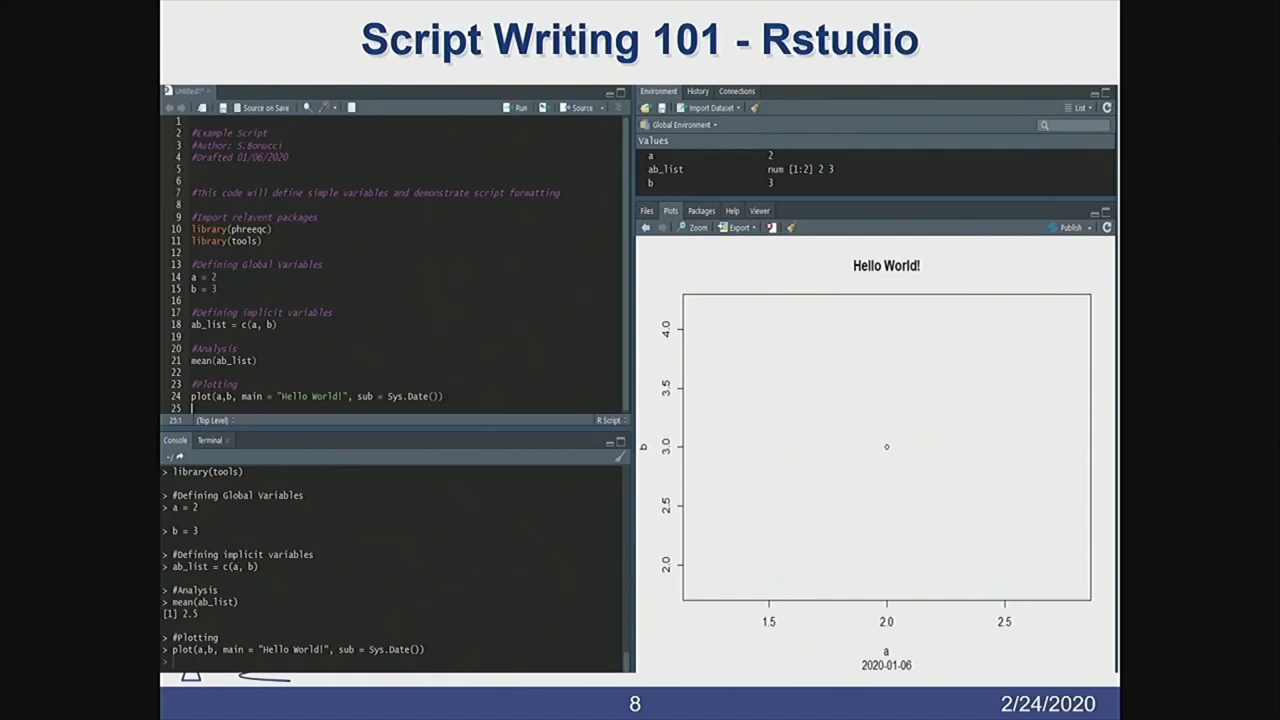 Script Writing 101 - Rstudio
Untitled1*
Source on Save
Run
Source
1
2 #Example Script
3 #Author: S.Bonucci
4 #Drafted 01/06/2020
5
6
7 #This code will define simple variables and demonstrate script formatting
8
9 #Import relavent packages
10 library(phreeqc)
11 library(tools)
12
13 #Defining Global Variables
14 a = 2
15 b = 3
16
17 #Defining implicit variables
18 ab_list = c(a, b)
19
20 #Analysis
21 mean(ab_list)
22
23 #Plotting
24 plot(a,b, main = "Hello World!", sub = Sys.Date())
25
25:1 (Top Level) R Script
Console Terminal
~/
> library(tools)
> #Defining Global Variables
> a = 2
> b = 3
> #Defining implicit variables
> ab_list = c(a, b)
> #Analysis
> mean(ab_list)
[1] 2.5
> #Plotting
> plot(a,b, main = "Hello World!", sub = Sys.Date())
>
Environment History Connections
Import Dataset List
Global Environment
Values
a 2
ab_list num [1:2] 2 3
b 3
Files Plots Packages Help Viewer
Zoom Export Publish
Hello World!
4.0
3.5
3.0
2.5
2.0
b
1.5 2.0 2.5
a
2020-01-06
8
2/24/2020